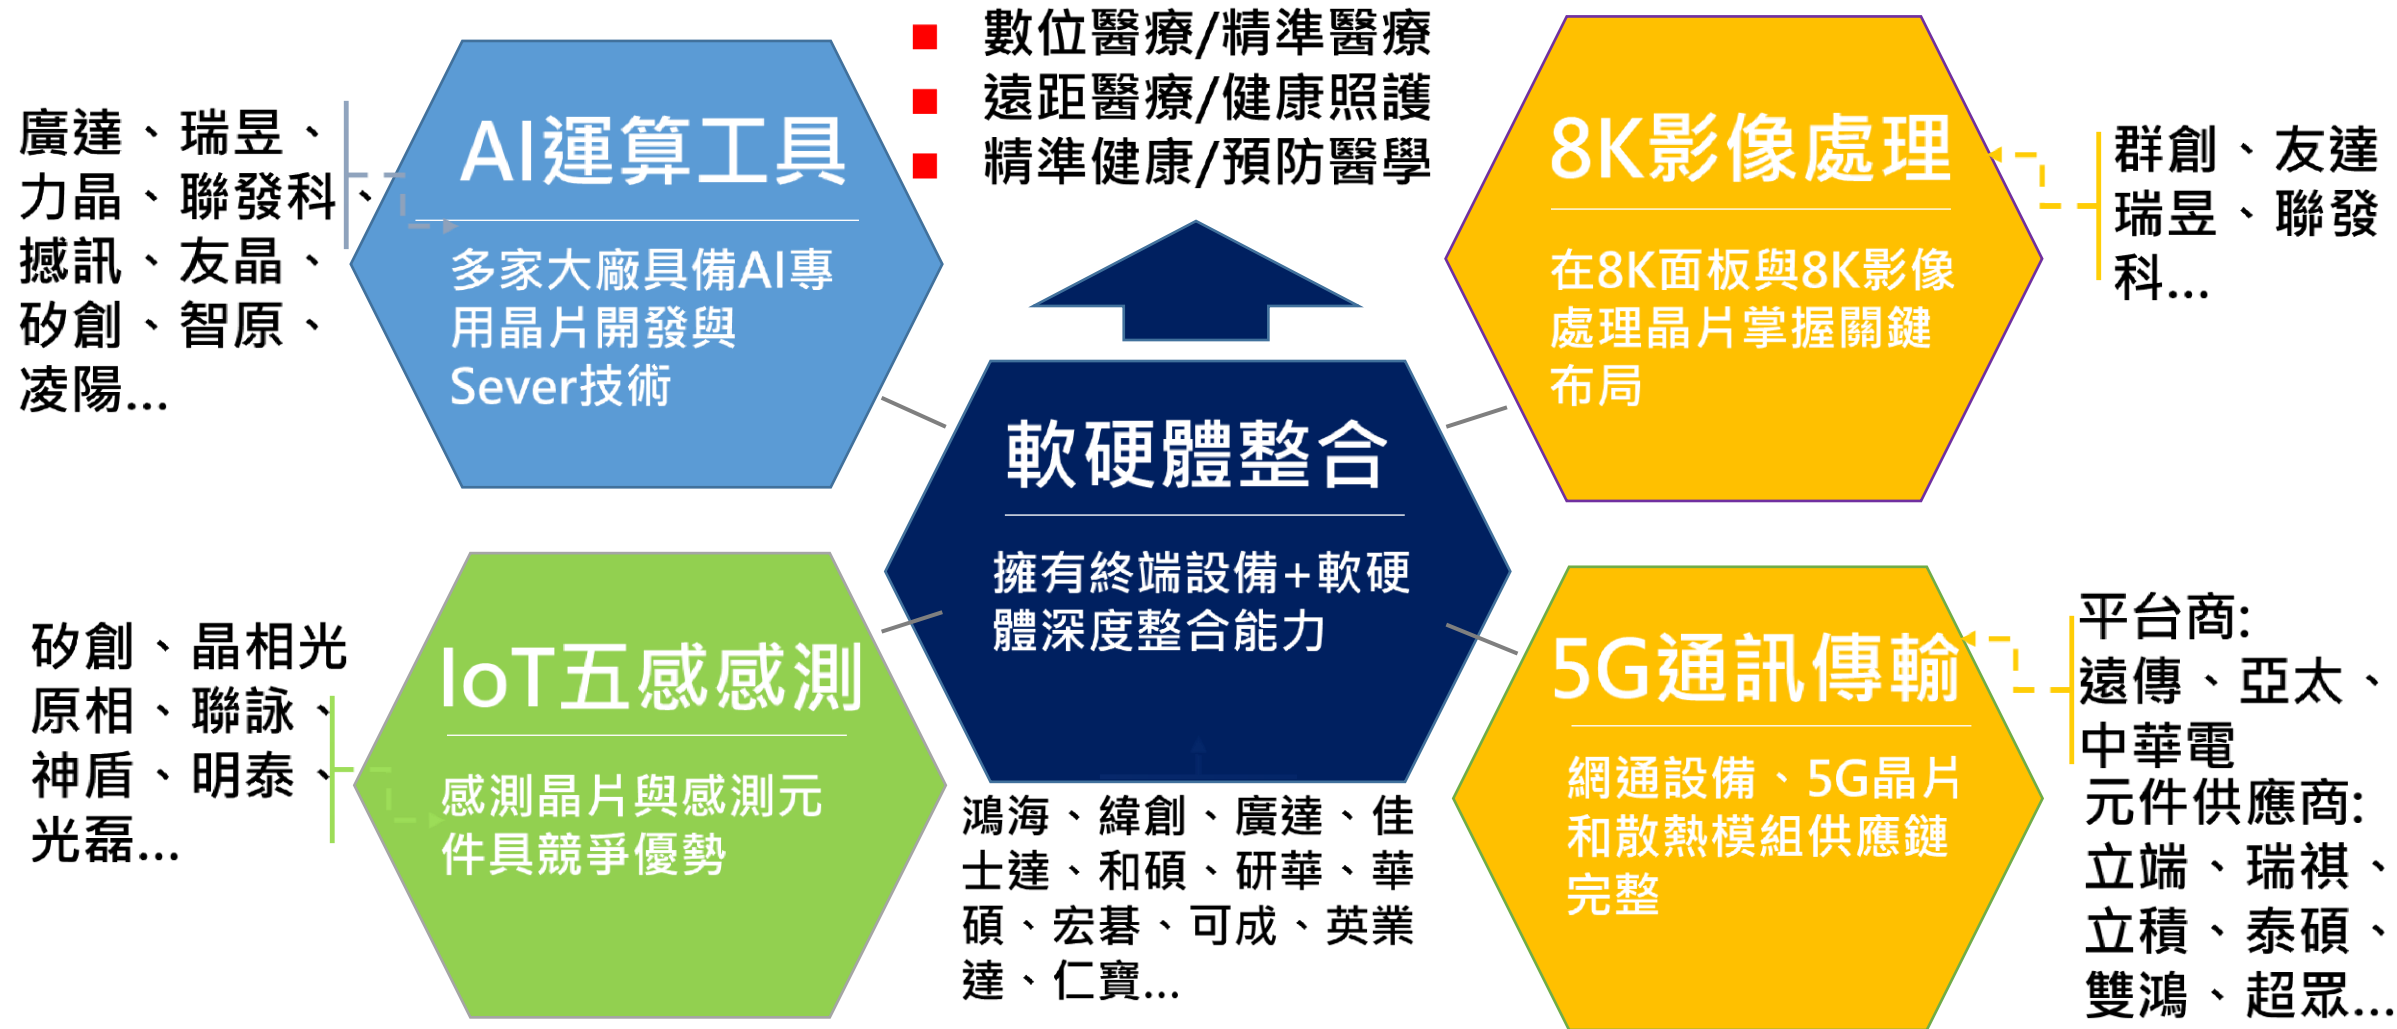 數位醫療/精準醫療
遠距醫療/健康照護
精準健康/預防醫學
廣達、瑞昱、
力晶、聯發科、
撼訊、友晶、
矽創、智原、
凌陽...
AI運算工具
多家大廠具備AI專
用晶片開發與
Sever技術
8K影像處理
在8K面板與8K影像
處理晶片掌握關鍵
布局
群創、友達
瑞昱、聯發
科...
軟硬體整合
擁有終端設備+軟硬
體深度整合能力
鴻海、緯創、廣達、佳
士達、和碩、研華、華
碩、宏碁、可成、英業
達、仁寶...
矽創、晶相光
原相、聯詠、
神盾、明泰、
光磊...
IoT五感感測
感測晶片與感測元
件具競爭優勢
5G通訊傳輸
網通設備、5G晶片
和散熱模組供應鏈
完整
平台商:
遠傳、亞太、
中華電
元件供應商:
立端、瑞祺、
立積、泰碩、
雙鴻、超眾...